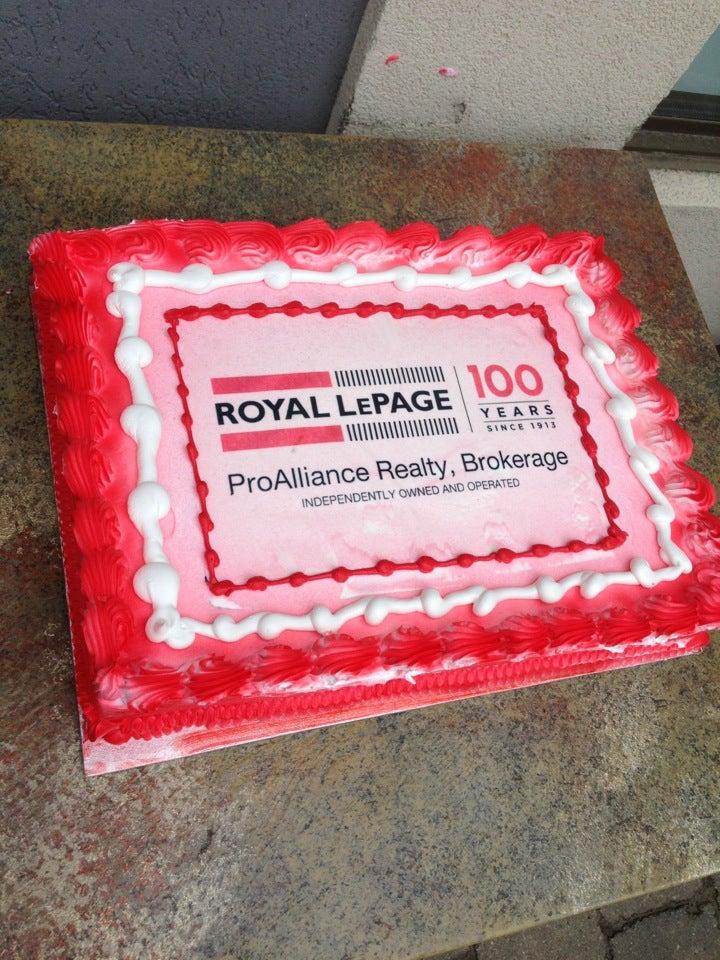 ROYAL LEPAGE
100
YEARS
SINCE 1913
ProAlliance Realty, Brokerage
INDEPENDENTLY OWNED AND OPERATED